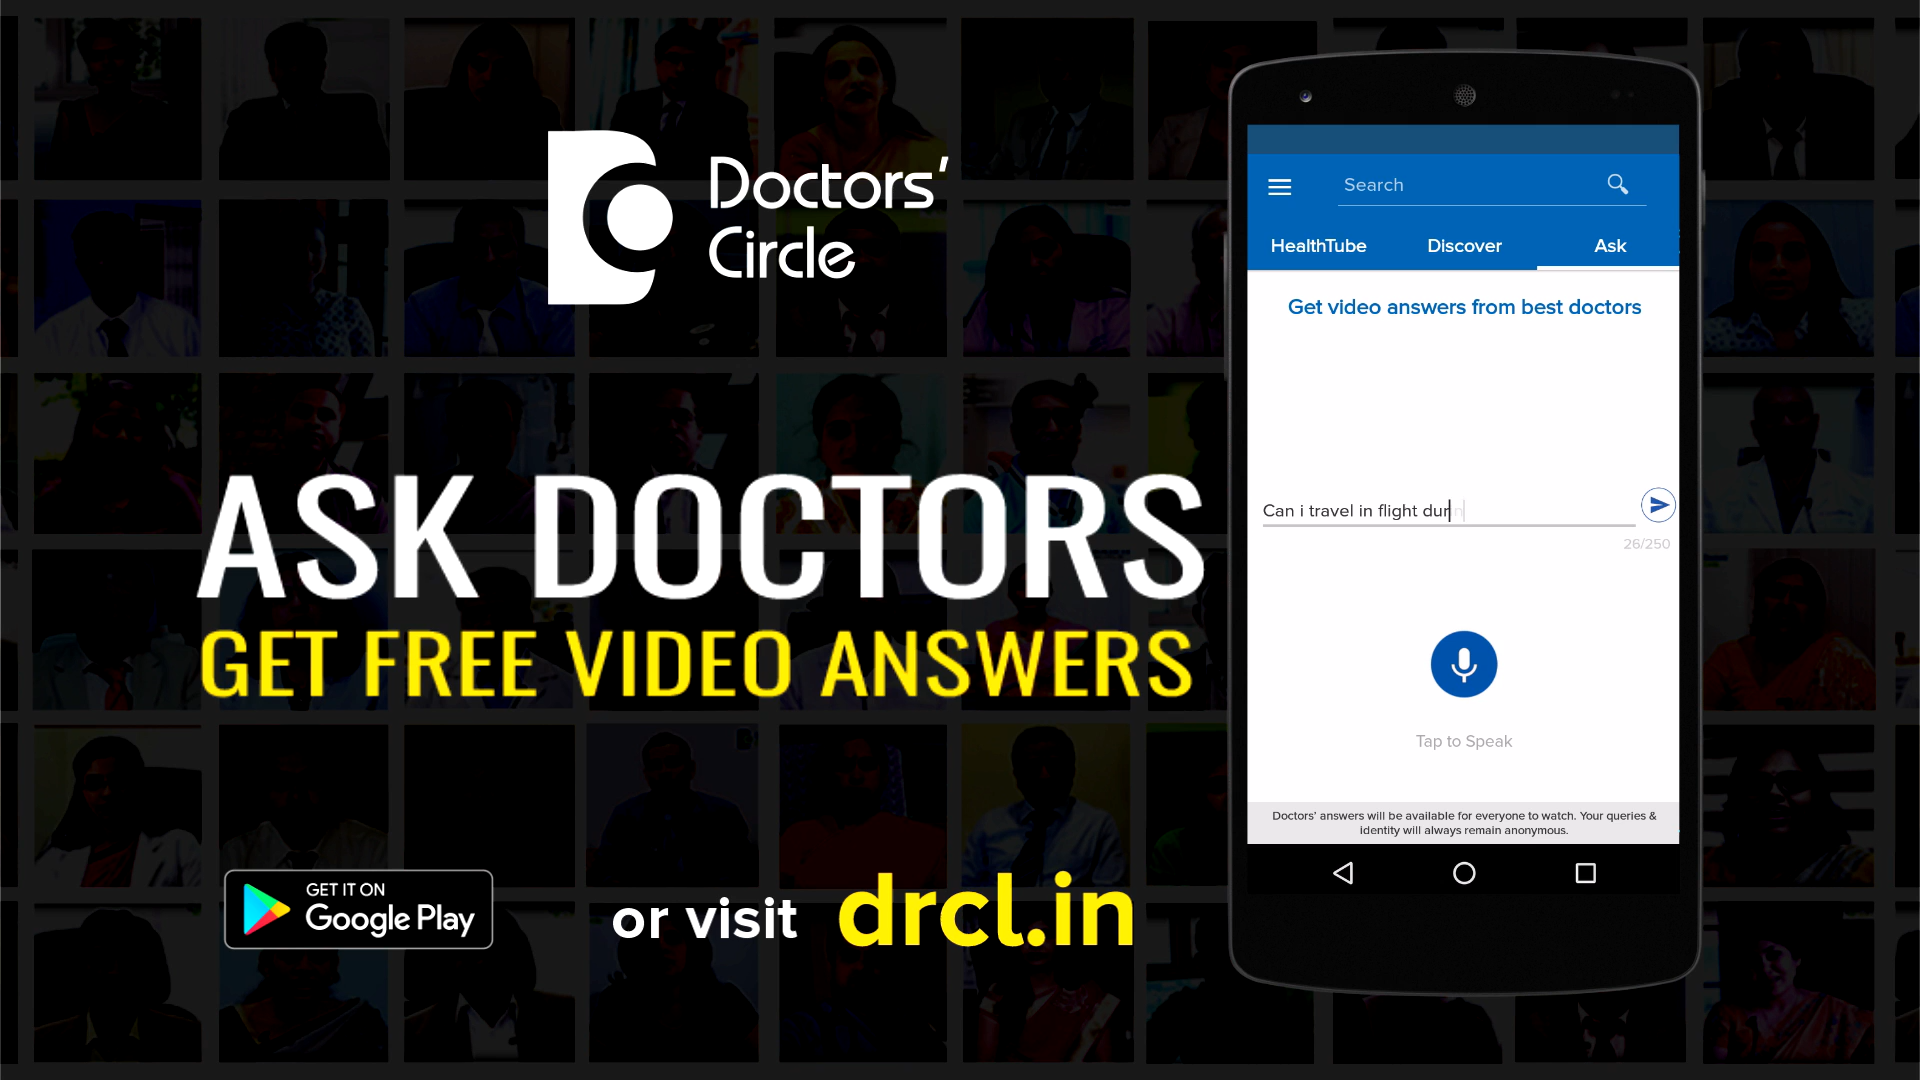 Doctors'
Circle
ASK DOCTORS
GET FREE VIDEO ANSWERS
GET IT ON
Google Play
or visit drcl.in
Search
HealthTube Discover Ask
Get video answers from best doctors
Can i travel in flight dur
26/250
Tap to Speak
Doctors' answers will be available for everyone to watch. Your queries &
identity will always remain anonymous.